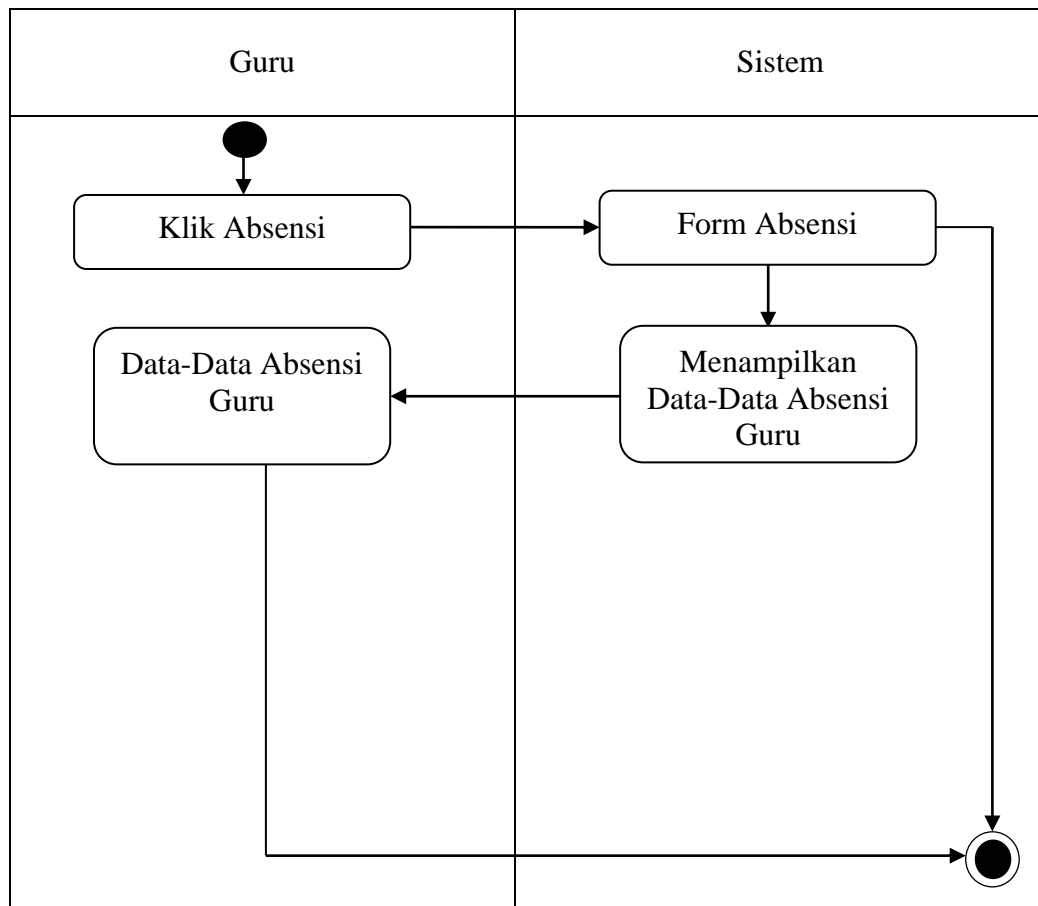 Guru
Sistem
Klik Absensi
Form Absensi
Data-Data Absensi
Guru
Menampilkan
Data-Data Absensi
Guru